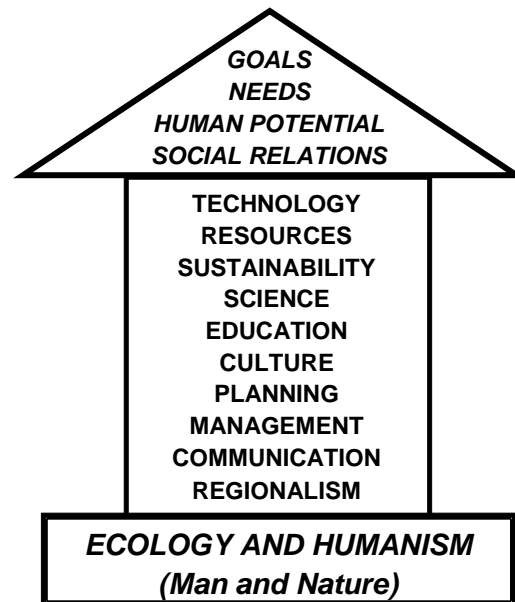 GOALS
NEEDS
HUMAN POTENTIAL
SOCIAL RELATIONS
TECHNOLOGY
RESOURCES
SUSTAINABILITY
SCIENCE
EDUCATION
CULTURE
PLANNING
MANAGEMENT
COMMUNICATION
REGIONALISM
ECOLOGY AND HUMANISM
(Man and Nature)